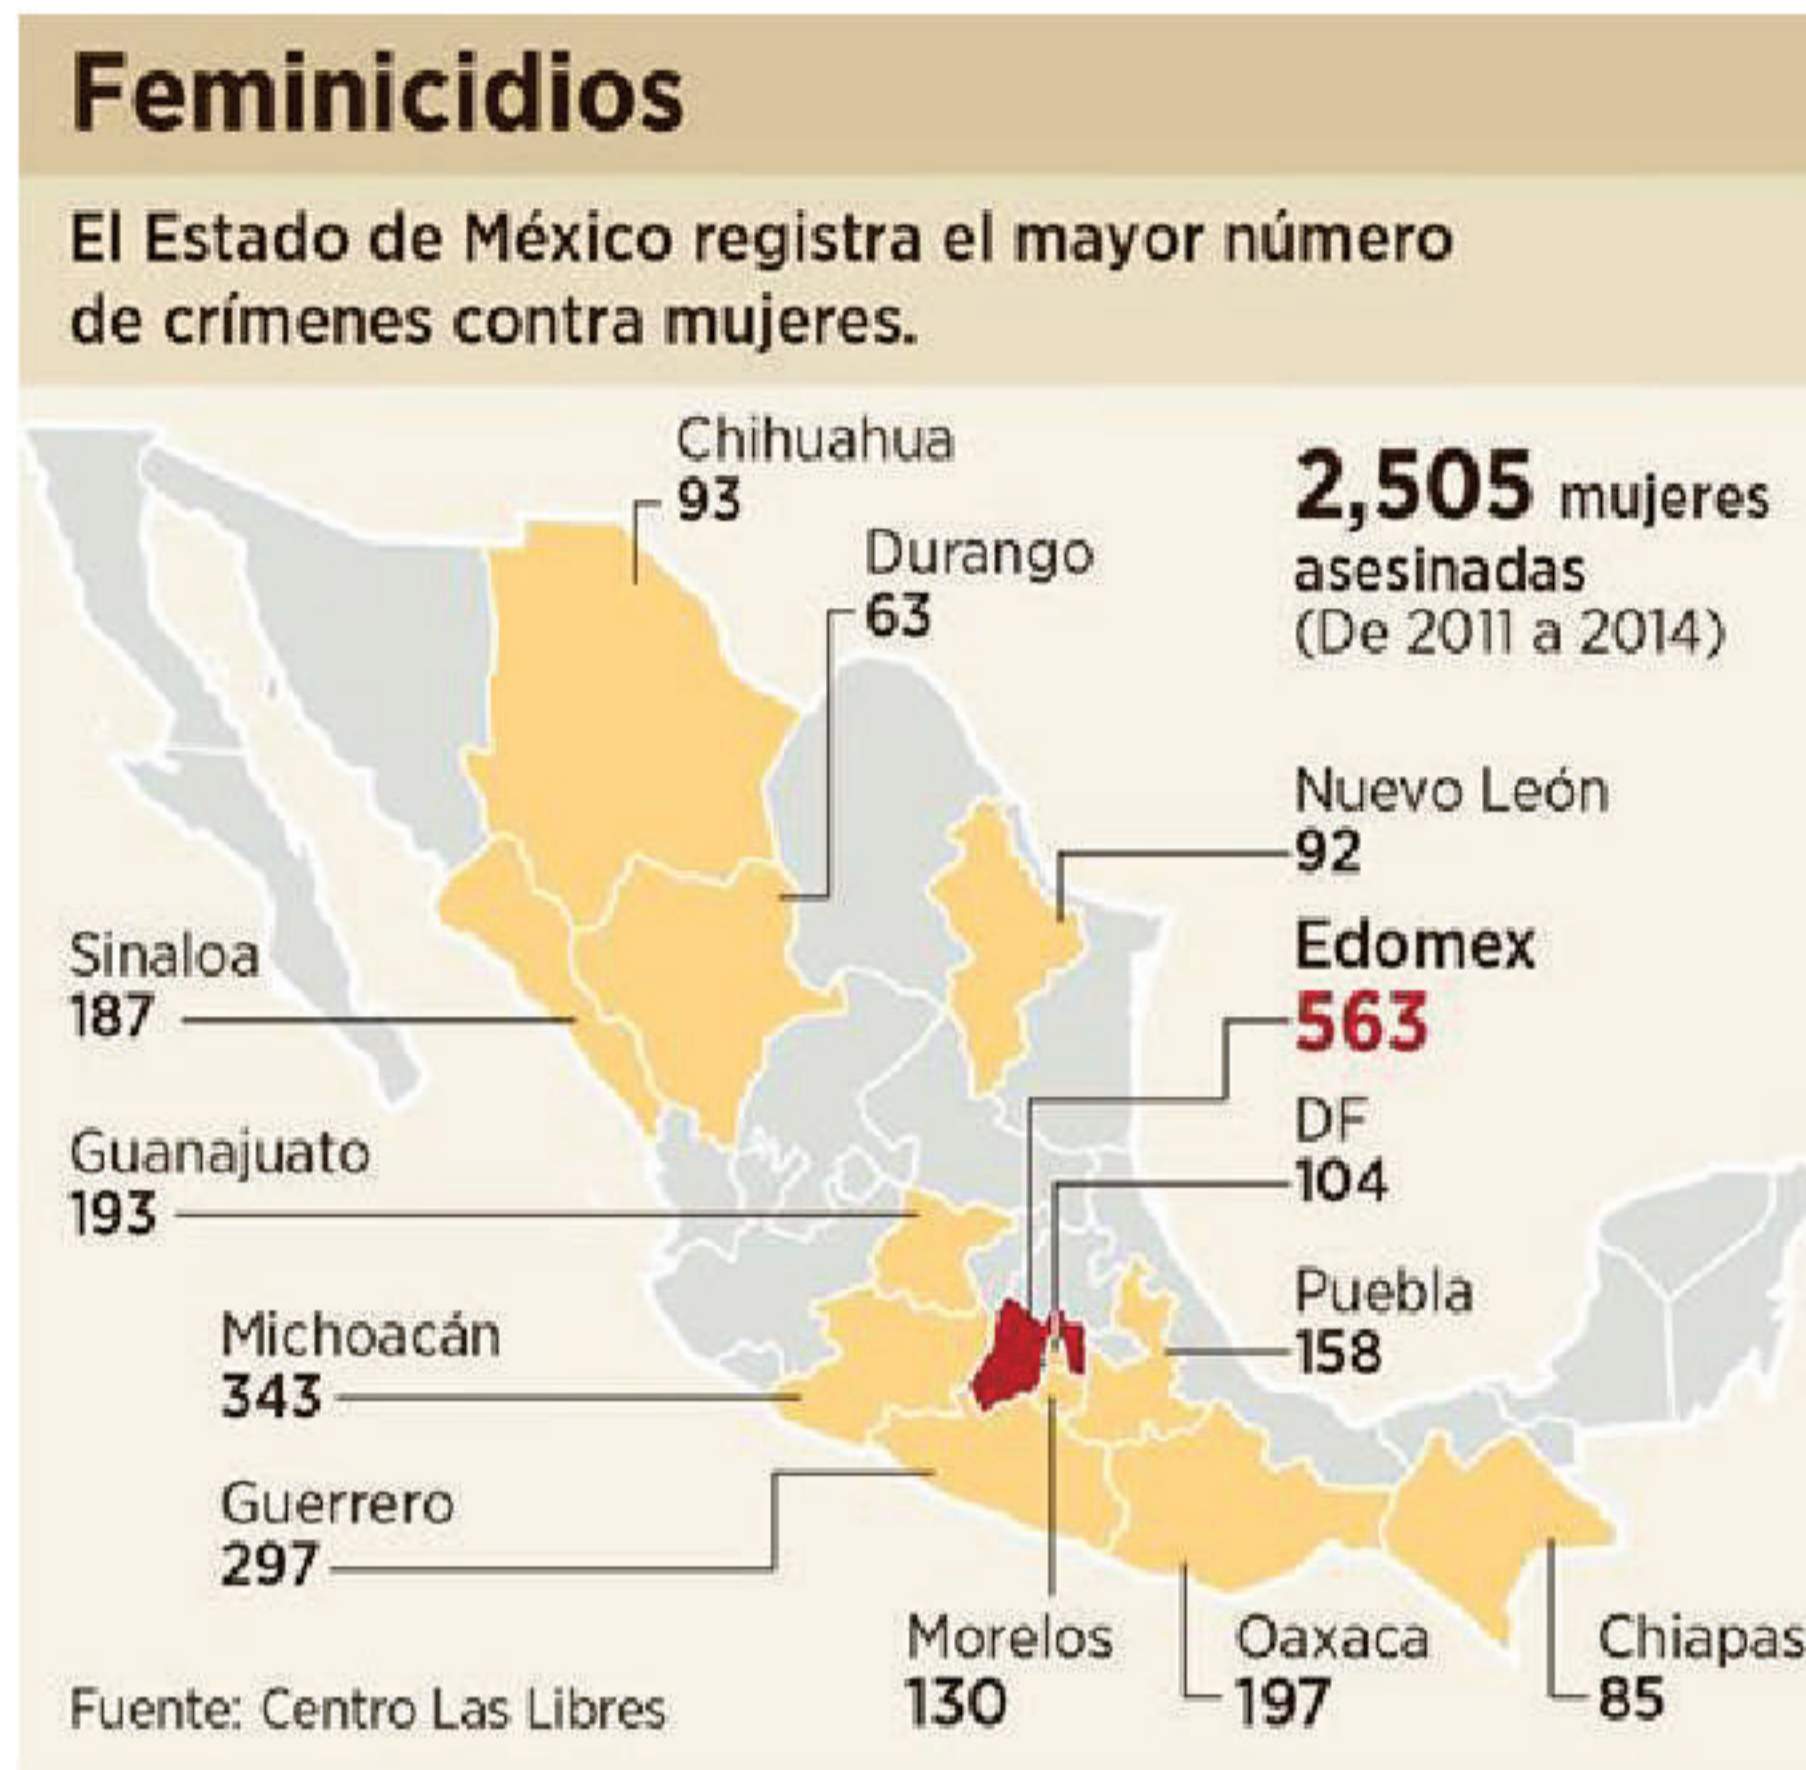 Feminicidios
El Estado de México registra el mayor número
de crímenes contra mujeres.
Chihuahua
93
Durango
63
2,505 mujeres
asesinadas
(De 2011 a 2014)
Nuevo León
92
Edomex
563
DF
104
Puebla
158
Sinaloa
187
Guanajuato
193
Michoacán
343
Guerrero
297
Morelos
130
Oaxaca
197
Chiapas
85
Fuente: Centro Las Libres